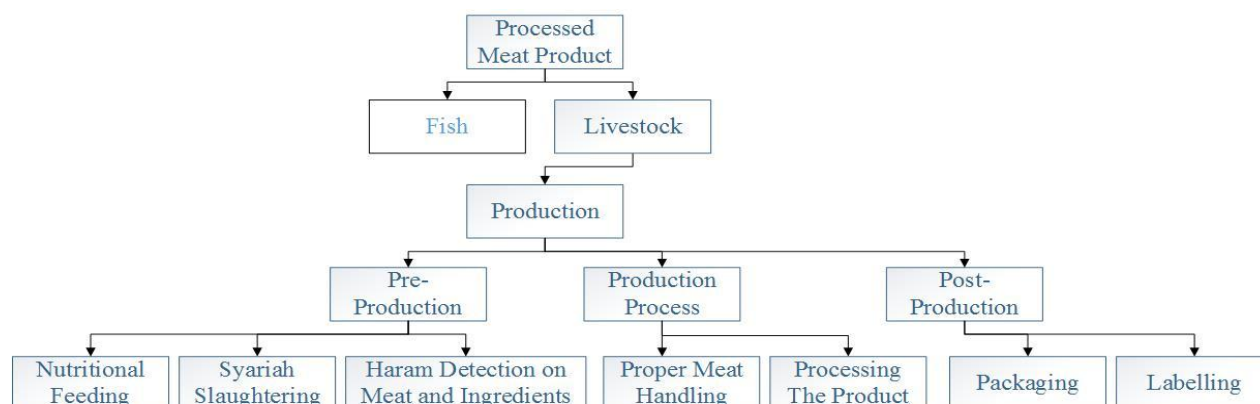 Processed
Meat Product
Fish
Livestock
Production
Pre-
Production
Production
Process
Post-
Production
Nutritional
Feeding
Syariah
Slaughtering
Haram Detection on
Meat and Ingredients
Proper Meat
Handling
Processing
The Product
Packaging
Labelling